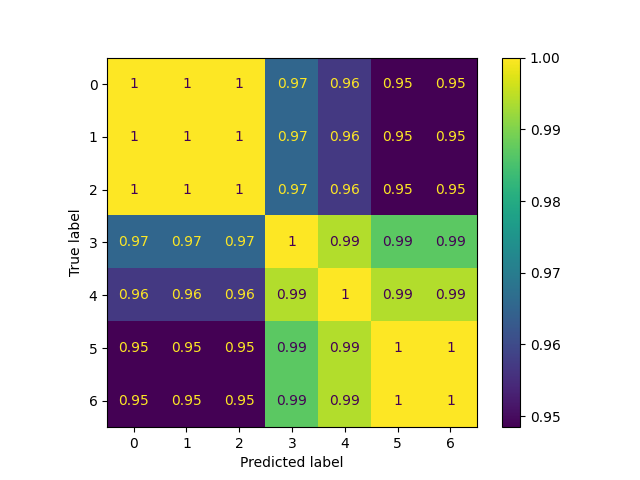 0 1 1 1 0.97 0.96 0.95 0.95 1.00
1 1 1 1 0.97 0.96 0.95 0.95 0.99
2 1 1 1 0.97 0.96 0.95 0.95 0.98
3 0.97 0.97 0.97 1 0.99 0.99 0.99 0.97
4 0.96 0.96 0.96 0.99 1 0.99 0.99 0.96
5 0.95 0.95 0.95 0.99 0.99 1 1
6 0.95 0.95 0.95 0.99 0.99 1 1 0.95
0 1 2 3 4 5 6
Predicted label
True label